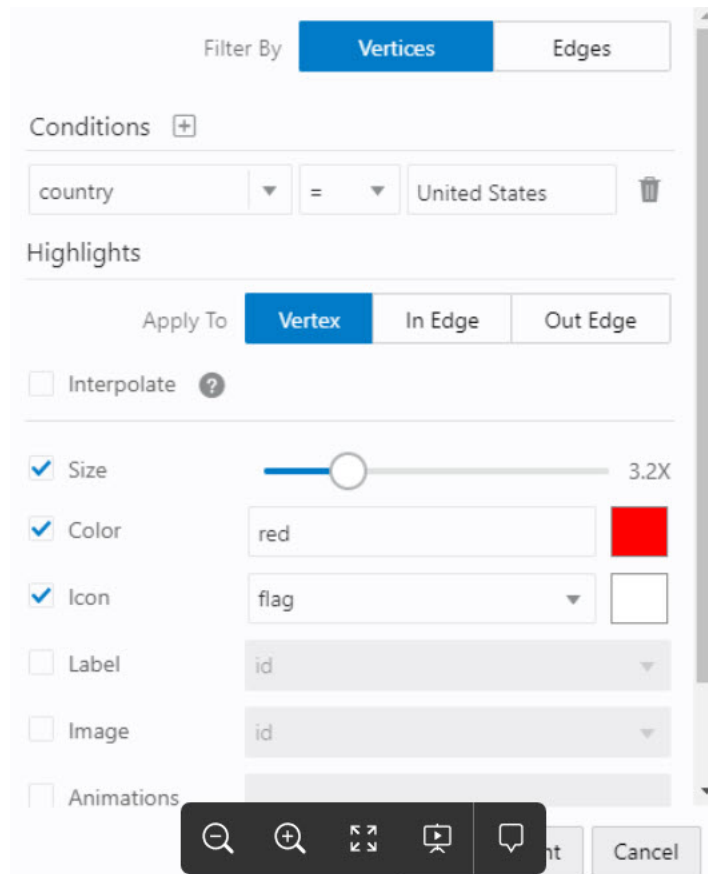 Filter By Vertices Edges
Conditions
country = United States
Highlights
Apply To Vertex In Edge Out Edge
Interpolate ?
Size 3.2X
Color red
Icon flag
Label id
Image id
Animations
Cancel